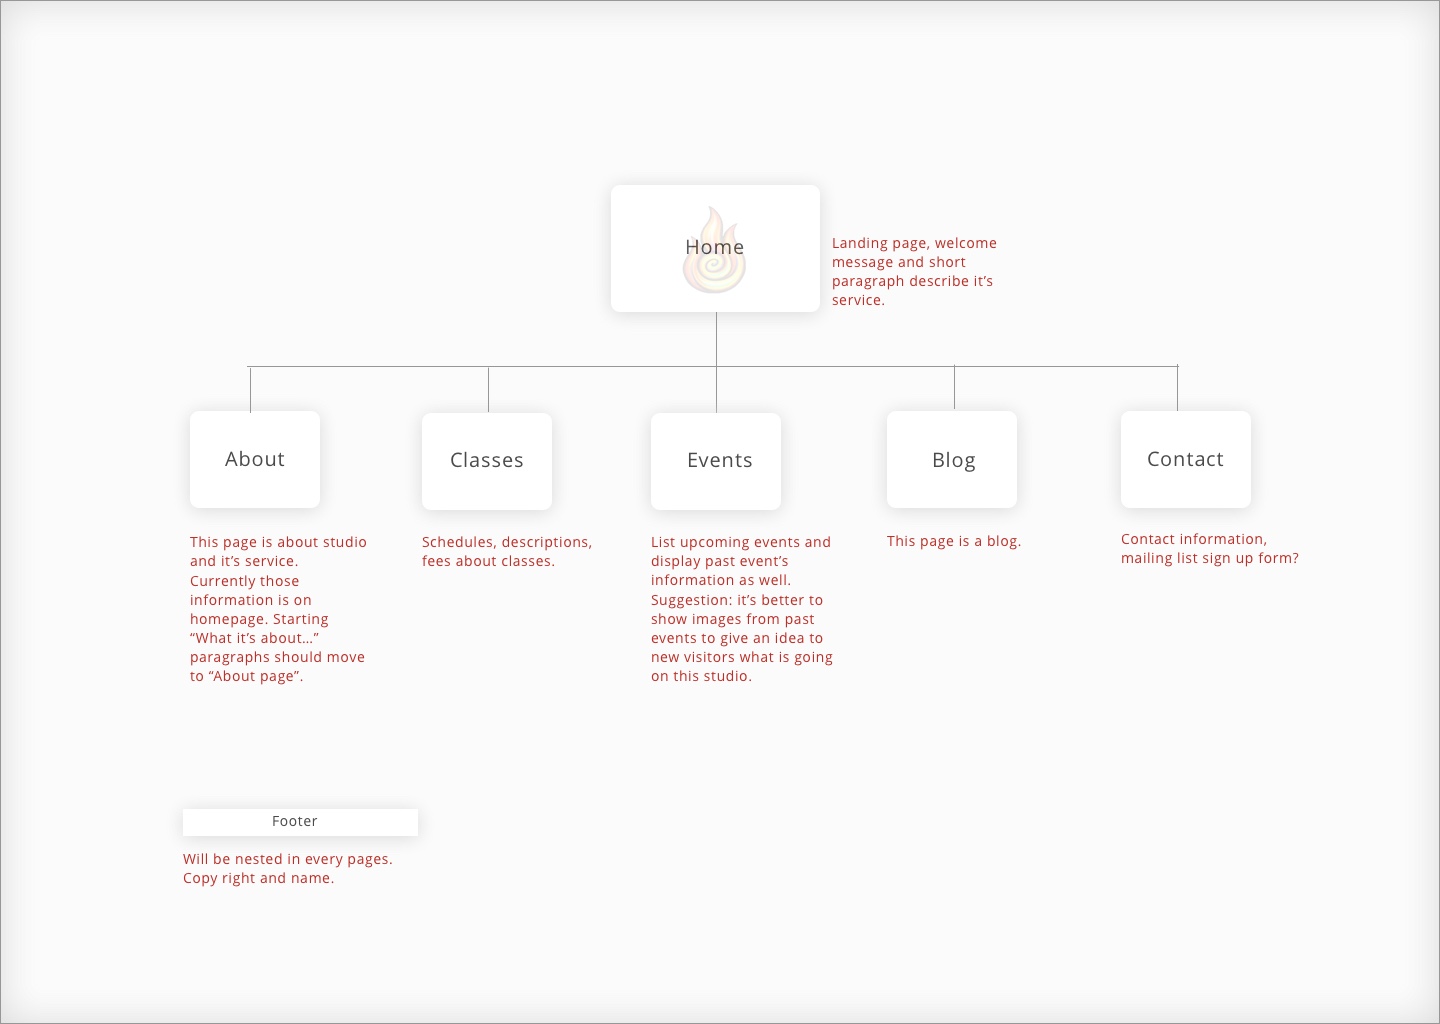 Home
Landing page, welcome
message and short
paragraph describe it’s
service.
About
Classes
Events
Blog
Contact
This page is about studio
and it’s service.
Currently those
information is on
homepage. Starting
“What it’s about...”
paragraphs should move
to “About page”.
Schedules, descriptions,
fees about classes.
List upcoming events and
display past event’s
information as well.
Suggestion: it’s better to
show images from past
events to give an idea to
new visitors what is going
on this studio.
This page is a blog.
Contact information,
mailing list sign up form?
Footer
Will be nested in every pages.
Copy right and name.